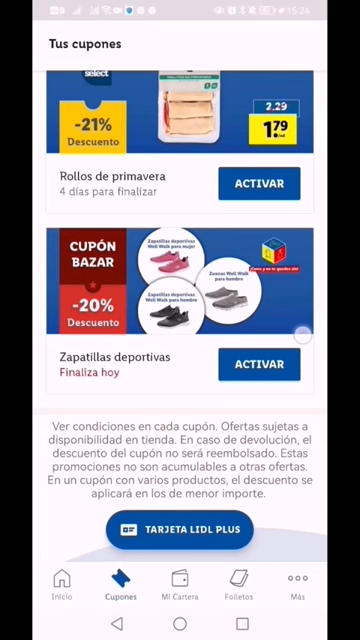 15:24
Tus cupones
select
-21%
Descuento
2.29
1.79
Rollos de primavera
4 días para finalizar
ACTIVAR
CUPÓN
BAZAR
-20%
Descuento
Zapatillas deportivas
Well Walk para mujer
Zuecos Well Walk
para hombre
Zapatillas deportivas
Well Walk para hombre
Zapatillas deportivas
Finaliza hoy
ACTIVAR
Ver condiciones en cada cupón. Ofertas sujetas a
disponibilidad en tienda. En caso de devolución, el
descuento del cupón no será reembolsado. Estas
promociones no son acumulables a otras ofertas.
En un cupón con varios productos, el descuento se
aplicará en los de menor importe.
TARJETA LIDL PLUS
Inicio
Cupones
Mi Cartera
Folletos
Más